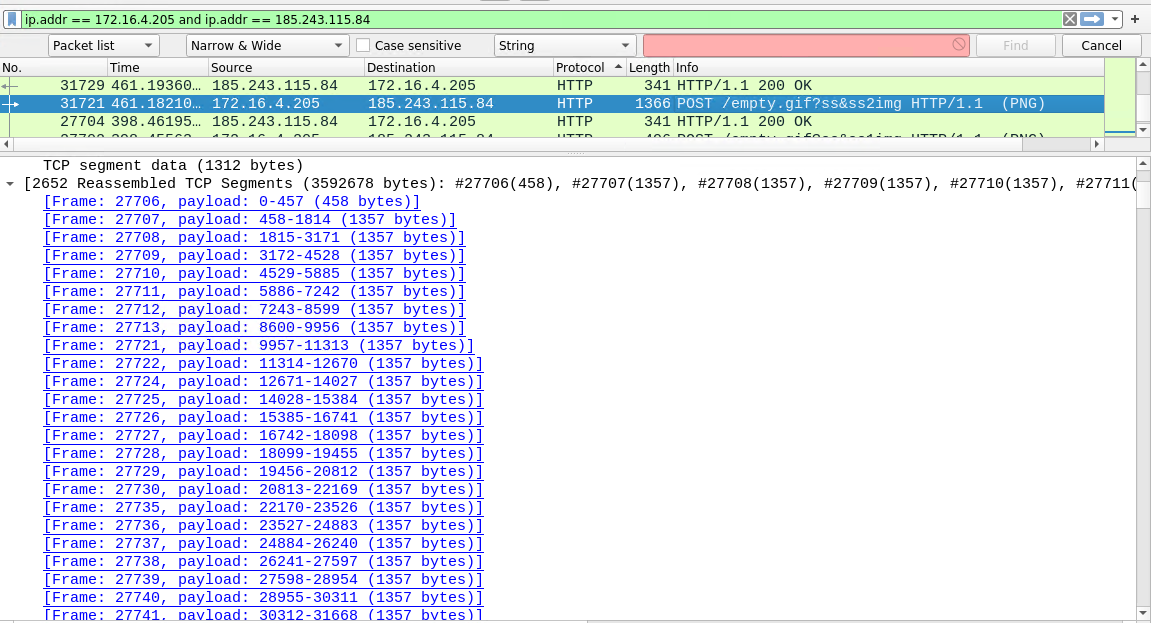 ip.addr == 172.16.4.205 and ip.addr == 185.243.115.84
Packet list Narrow & Wide Case sensitive String Find Cancel
No. Time Source Destination Protocol Length Info
31729 461.19360… 185.243.115.84 172.16.4.205 HTTP 341 HTTP/1.1 200 OK
31721 461.18210… 172.16.4.205 185.243.115.84 HTTP 1366 POST /empty.gif?ss&ss2img HTTP/1.1  (PNG)
27704 398.46195… 185.243.115.84 172.16.4.205 HTTP 341 HTTP/1.1 200 OK
TCP segment data (1312 bytes)
[2652 Reassembled TCP Segments (3592678 bytes): #27706(458), #27707(1357), #27708(1357), #27709(1357), #27710(1357), #27711(
[Frame: 27706, payload: 0-457 (458 bytes)]
[Frame: 27707, payload: 458-1814 (1357 bytes)]
[Frame: 27708, payload: 1815-3171 (1357 bytes)]
[Frame: 27709, payload: 3172-4528 (1357 bytes)]
[Frame: 27710, payload: 4529-5885 (1357 bytes)]
[Frame: 27711, payload: 5886-7242 (1357 bytes)]
[Frame: 27712, payload: 7243-8599 (1357 bytes)]
[Frame: 27713, payload: 8600-9956 (1357 bytes)]
[Frame: 27721, payload: 9957-11313 (1357 bytes)]
[Frame: 27722, payload: 11314-12670 (1357 bytes)]
[Frame: 27724, payload: 12671-14027 (1357 bytes)]
[Frame: 27725, payload: 14028-15384 (1357 bytes)]
[Frame: 27726, payload: 15385-16741 (1357 bytes)]
[Frame: 27727, payload: 16742-18098 (1357 bytes)]
[Frame: 27728, payload: 18099-19455 (1357 bytes)]
[Frame: 27729, payload: 19456-20812 (1357 bytes)]
[Frame: 27730, payload: 20813-22169 (1357 bytes)]
[Frame: 27735, payload: 22170-23526 (1357 bytes)]
[Frame: 27736, payload: 23527-24883 (1357 bytes)]
[Frame: 27737, payload: 24884-26240 (1357 bytes)]
[Frame: 27738, payload: 26241-27597 (1357 bytes)]
[Frame: 27739, payload: 27598-28954 (1357 bytes)]
[Frame: 27740, payload: 28955-30311 (1357 bytes)]
[Frame: 27741, payload: 30312-31668 (1357 bytes)]